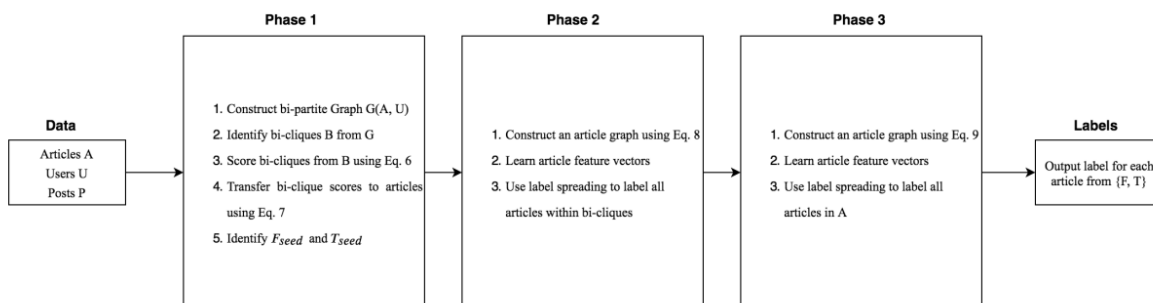 Data
Articles A
Users U
Posts P
Phase 1
1. Construct bi-partite Graph G(A, U)
2. Identify bi-cliques B from G
3. Score bi-cliques from B using Eq. 6
4. Transfer bi-clique scores to articles
using Eq. 7
5. Identify F_seed and T_seed
Phase 2
1. Construct an article graph using Eq. 8
2. Learn article feature vectors
3. Use label spreading to label all
articles within bi-cliques
Phase 3
1. Construct an article graph using Eq. 9
2. Learn article feature vectors
3. Use label spreading to label all
articles in A
Labels
Output label for each
article from {F, T}